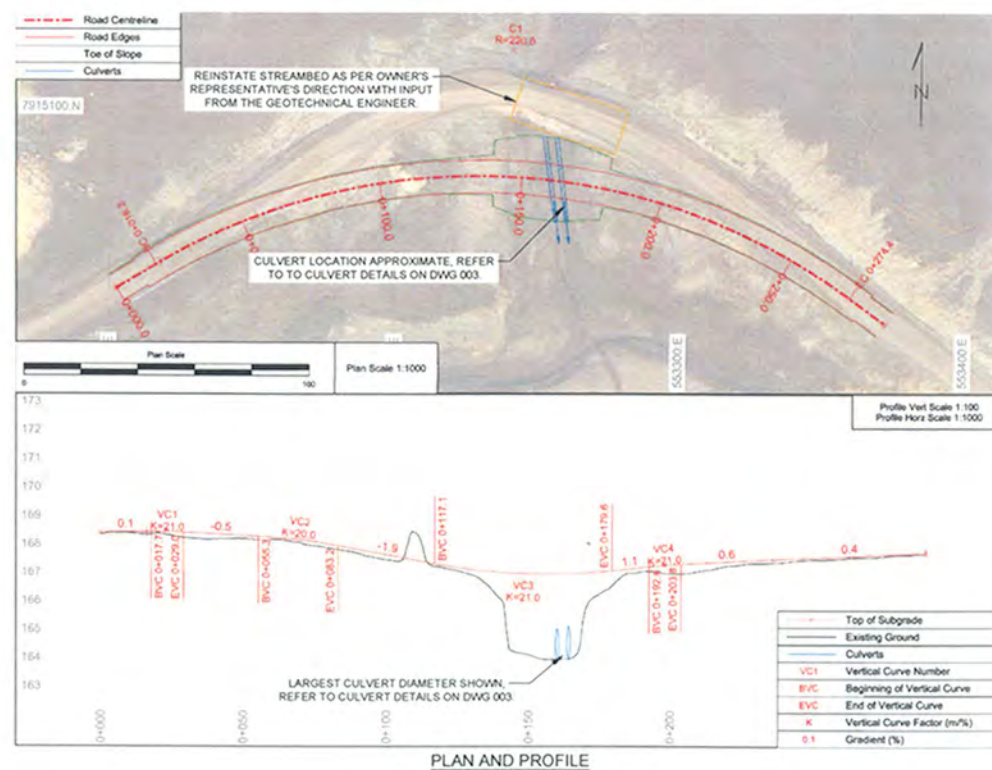 Road Centreline
Road Edges
Toe of Slope
Culverts
C1
R=220.6
REINSTATE STREAMBED AS PER OWNER'S
REPRESENTATIVE'S DIRECTION WITH INPUT
FROM THE GEOTECHNICAL ENGINEER.
7915100 N
N
0+100.0
0+150.0
0+200.0
0+250.0
EC 0+274.4
0+000.0
CULVERT LOCATION APPROXIMATE, REFER
TO TO CULVERT DETAILS ON DWG 003.
553300 E
553400 E
Plan Scale
0
100
Plan Scale 1:1000
Profile Vert Scale 1:100
Profile Horz Scale 1:1000
173
172
171
170
169
168
167
166
165
164
163
0.1
VC1
K=21.0
-0.5
VC2
K=20.0
-1.9
BVC 0+117.1
VC3
K=21.0
EVC 0+179.6
1.1
VC4
K=21.0
0.6
0.4
BVC 0+017.7
EVC 0+029.0
BVC 0+055.3
EVC 0+083.2
BVC 0+192.4
EVC 0+203.8
LARGEST CULVERT DIAMETER SHOWN,
REFER TO CULVERT DETAILS ON DWG 003.
0+000
0+050
0+100
0+150
0+200
Top of Subgrade
Existing Ground
Culverts
VC1 Vertical Curve Number
BVC Beginning of Vertical Curve
EVC End of Vertical Curve
K Vertical Curve Factor (m/%)
0.1 Gradient (%)
PLAN AND PROFILE